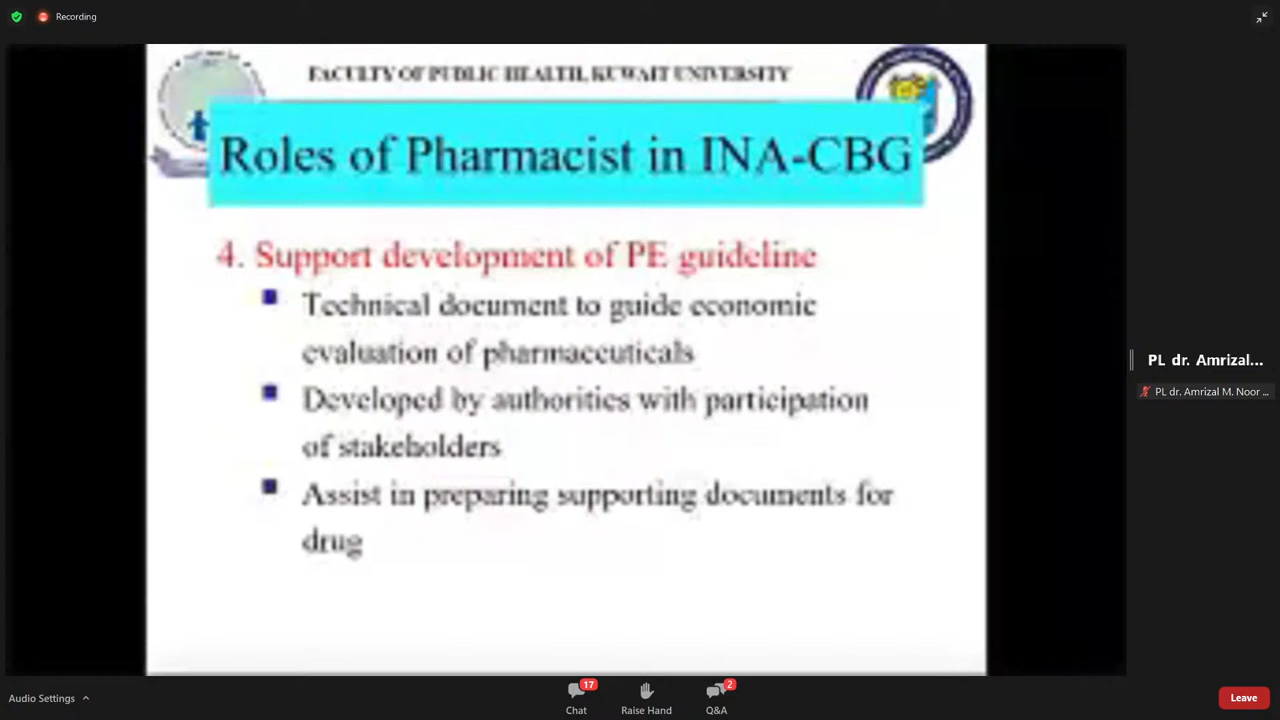 Recording
FACULTY OF PUBLIC HEALTH, KUWAIT UNIVERSITY
Roles of Pharmacist in INA-CBG
4. Support development of PE guideline
Technical document to guide economic
evaluation of pharmaceuticals
Developed by authorities with participation
of stakeholders
Assist in preparing supporting documents for
drug
PL dr. Amrizal...
PL dr. Amrizal M. Noor ...
Audio Settings
17
Chat
Raise Hand
2
Q&A
Leave